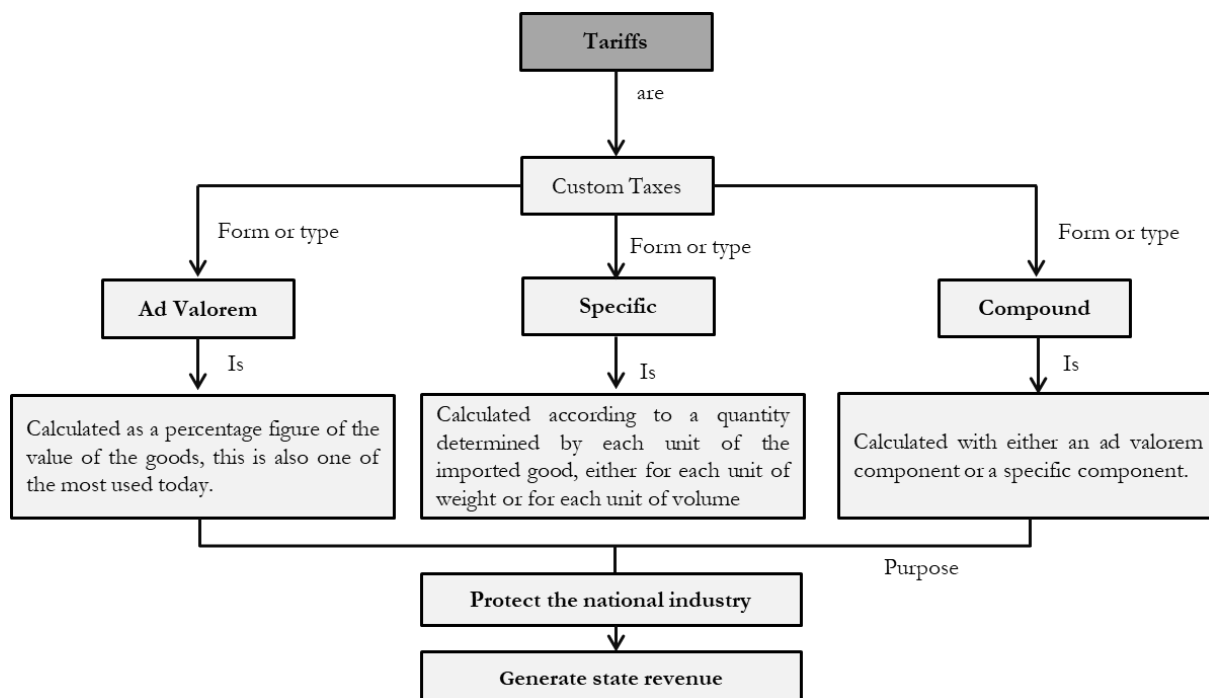 Tariffs
are
Custom Taxes
Form or type
Form or type
Form or type
Ad Valorem
Specific
Compound
Is
Is
Is
Calculated as a percentage figure of the
value of the goods, this is also one of
the most used today.
Calculated according to a quantity
determined by each unit of the
imported good, either for each unit of
weight or for each unit of volume
Calculated with either an ad valorem
component or a specific component.
Purpose
Protect the national industry
Generate state revenue